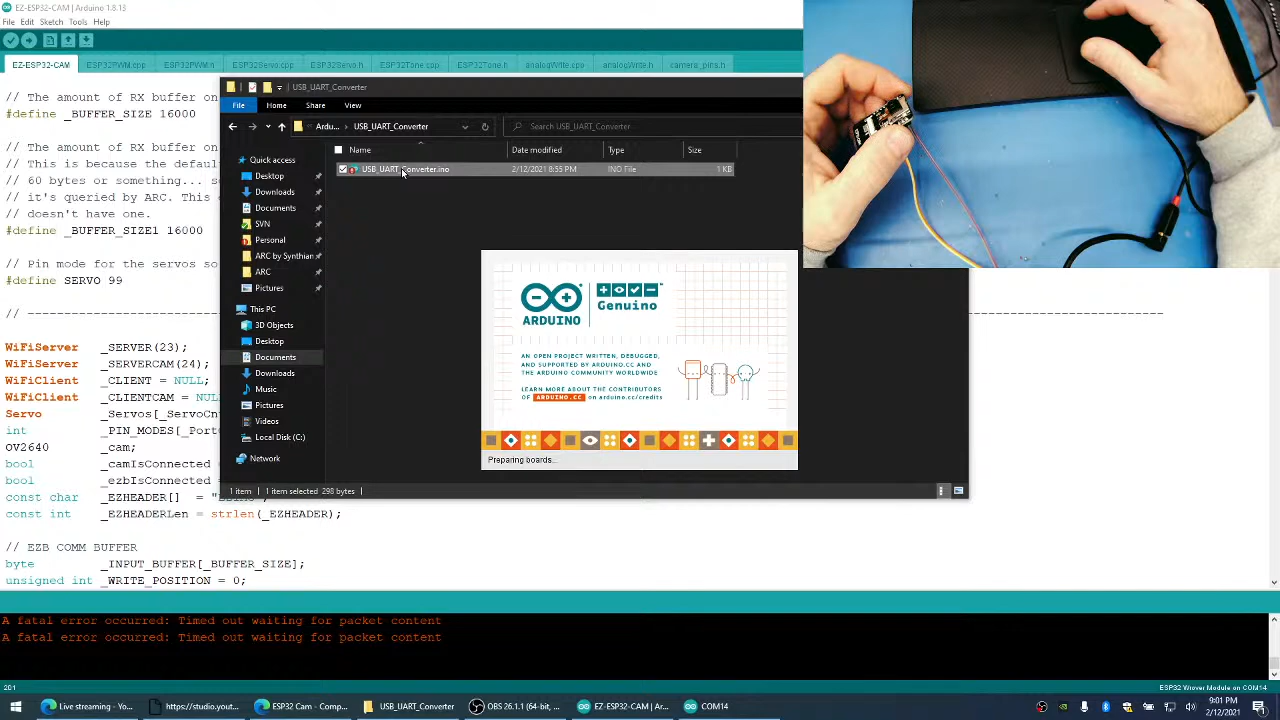 EZ-ESP32-CAM | Arduino 1.8.13
File Edit Sketch Tools Help
EZ-ESP32-CAM ESP32PWM.cpp ESP32PWM.h ESP32Servo.cpp ESP32Servo.h ESP32Tone.cpp ESP32Tone.h analogWrite.cpp analogWrite.h camera_pins.h
// The amount of RX buffer on
#define _BUFFER_SIZE 16000
// The amount of RX buffer on
// This is because the default
// 60 bytes or something... s
// it's queried by ARC. This
// doesn't have one.
#define _BUFFER_SIZE1 16000
// Pin mode for the servos so
#define SERVO 99
WiFiServer _SERVER(23);
WiFiServer _SERVERCAM(24);
WiFiClient _CLIENT = NULL;
WiFiClient _CLIENTCAM = NUL
Servo _Servos[_ServoCn
int _PIN_MODES[_Port
OV2640 _cam;
bool _camIsConnected
bool _ezbIsConnected =
const char _EZHEADER[] =
const int _EZHEADERLen = strlen(_EZHEADER);
// EZB COMM BUFFER
byte _INPUT_BUFFER[_BUFFER_SIZE];
unsigned int _WRITE_POSITION = 0;
USB_UART_Converter
File Home Share View
Ardu... > USB_UART_Converter
Search USB_UART_Converter
Name Date modified Type Size
USB_UART_Converter.ino 2/12/2021 8:55 PM INO File 1 KB
Quick access
Desktop
Downloads
Documents
SVN
Personal
ARC by Synthian
ARC
Pictures
This PC
3D Objects
Desktop
Documents
Downloads
Music
Pictures
Videos
Local Disk (C:)
Network
1 item 1 item selected 298 bytes
ARDUINO
Genuino
AN OPEN PROJECT WRITTEN, DEBUGGED,
AND SUPPORTED BY ARDUINO.CC AND
THE ARDUINO COMMUNITY WORLDWIDE
LEARN MORE ABOUT THE CONTRIBUTORS
OF ARDUINO.CC on arduino.cc/credits
Preparing boards...
A fatal error occurred: Timed out waiting for packet content
A fatal error occurred: Timed out waiting for packet content
201
ESP32 Wrover Module on COM14
Live streaming - Yo...
https://studio.yout...
ESP32 Cam - Comp...
USB_UART_Converter
OBS 26.1.1 (64-bit, ...
EZ-ESP32-CAM | Ar...
COM14
9:01 PM
2/12/2021